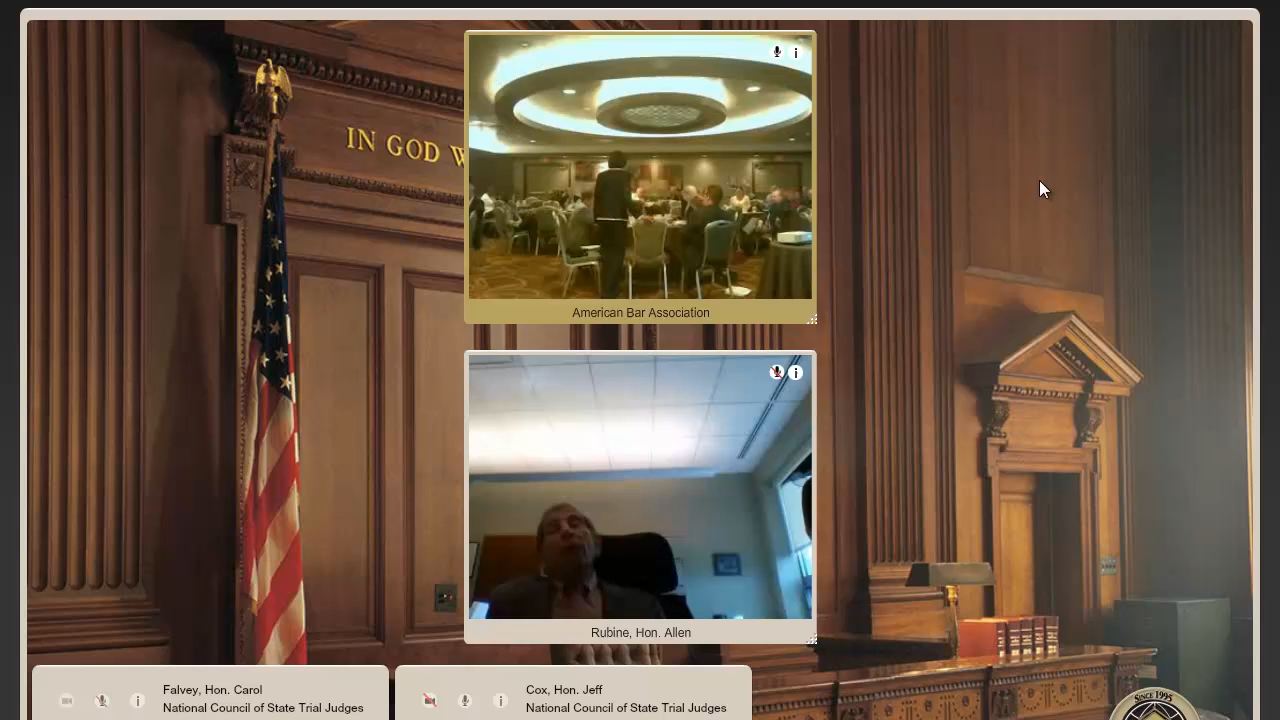 IN GOD W
American Bar Association
Rubine, Hon. Allen
Falvey, Hon. Carol
National Council of State Trial Judges
Cox, Hon. Jeff
National Council of State Trial Judges
SINCE 1995